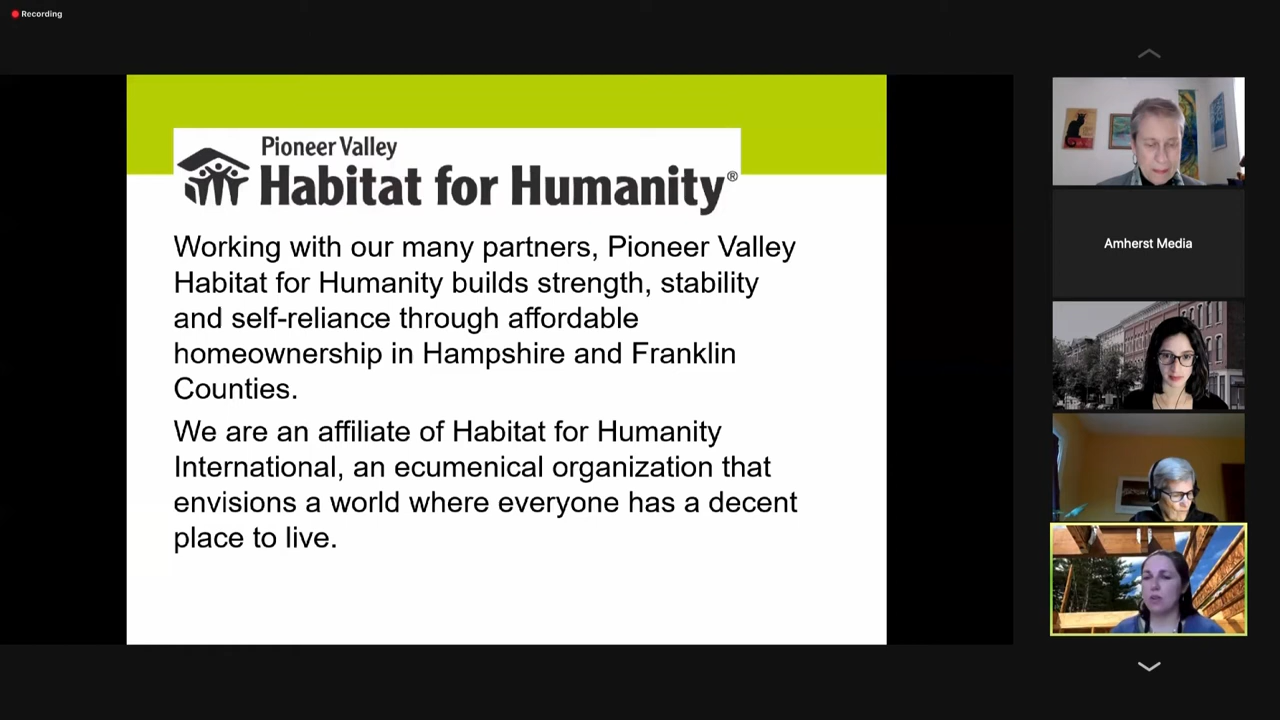 Recording
Pioneer Valley
Habitat for Humanity®
Working with our many partners, Pioneer Valley
Habitat for Humanity builds strength, stability
and self-reliance through affordable
homeownership in Hampshire and Franklin
Counties.
We are an affiliate of Habitat for Humanity
International, an ecumenical organization that
envisions a world where everyone has a decent
place to live.
Amherst Media